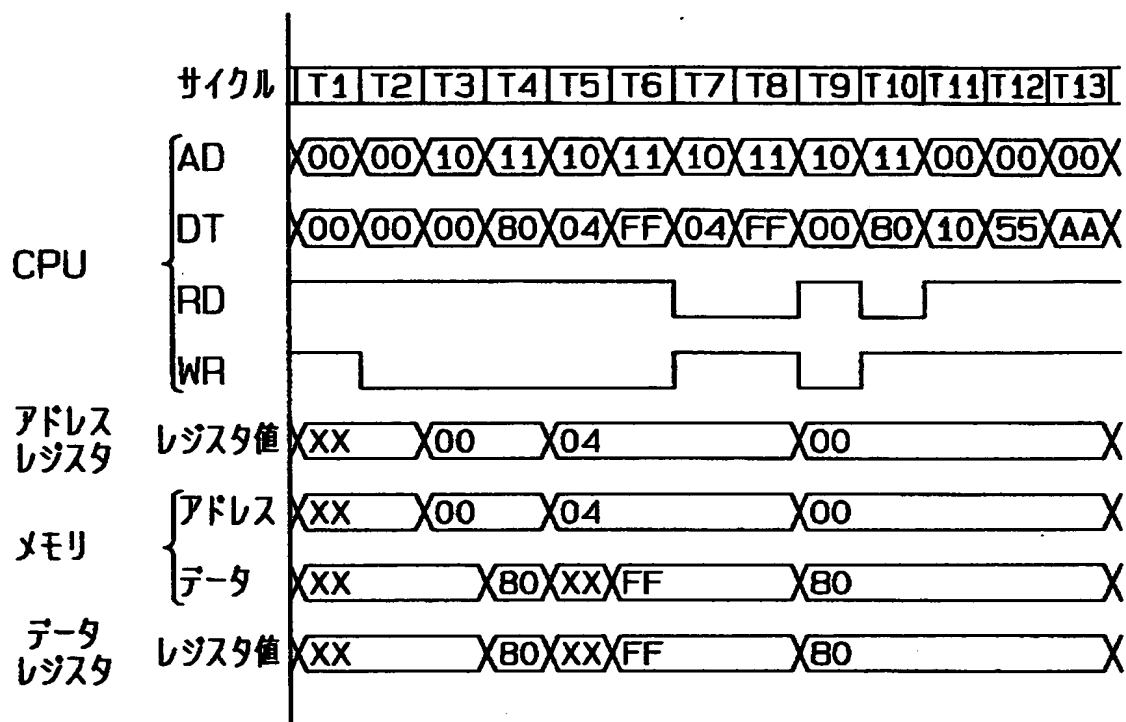 サイクル T1 T2 T3 T4 T5 T6 T7 T8 T9 T10 T11 T12 T13
CPU
AD 00 00 10 11 10 11 10 11 10 11 00 00 00
DT 00 00 00 80 04 FF 04 FF 00 80 10 55 AA
RD
WR
アドレス
レジスタ
レジスタ値 XX 00 04 00
メモリ
アドレス XX 00 04 00
データ XX 80 XX FF 80
データ
レジスタ
レジスタ値 XX 80 XX FF 80